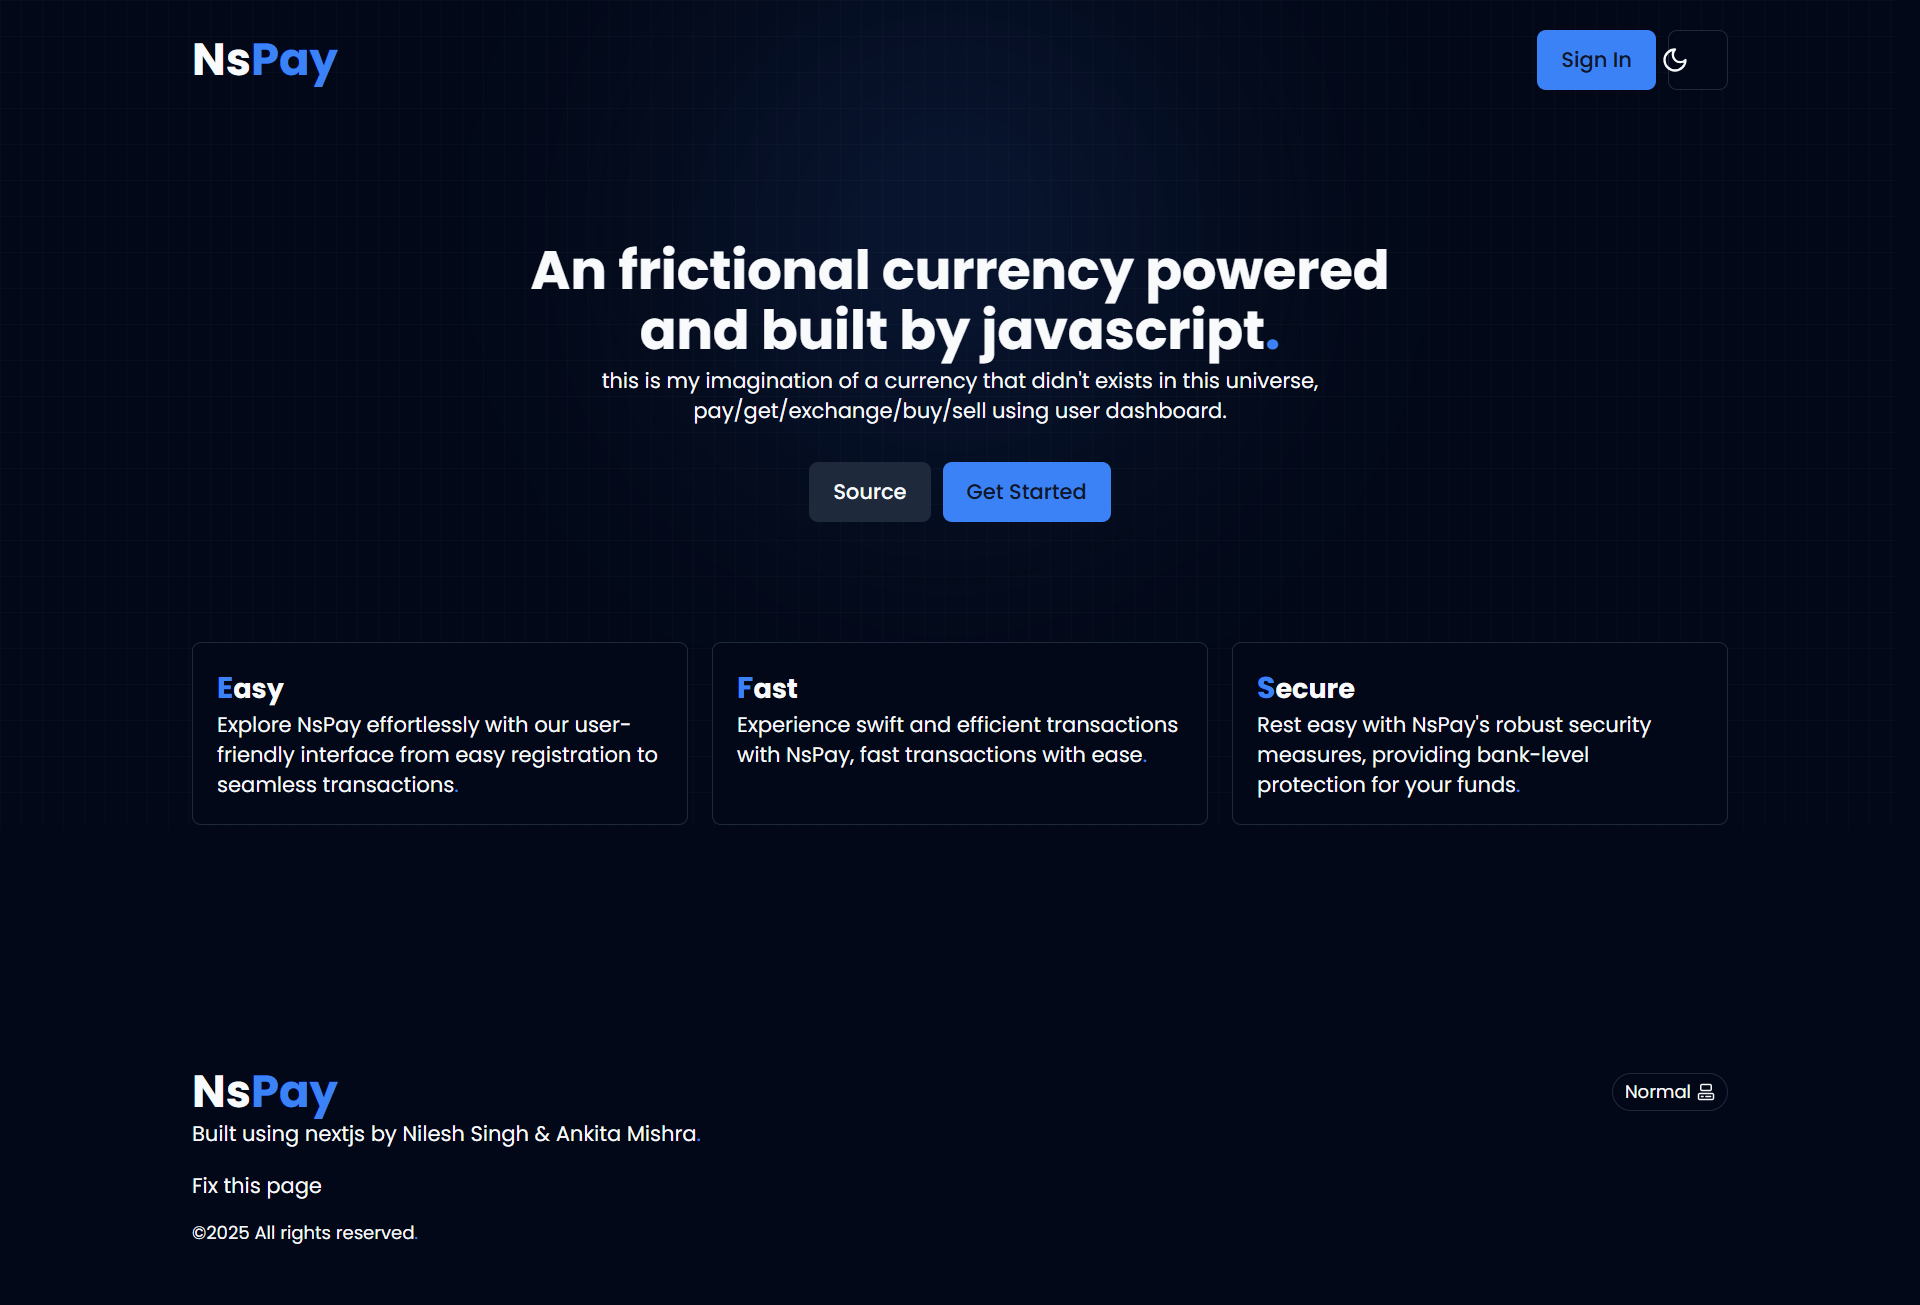 NsPay
Sign In
An frictional currency powered
and built by javascript.
this is my imagination of a currency that didn't exists in this universe,
pay/get/exchange/buy/sell using user dashboard.
Source
Get Started
Easy
Explore NsPay effortlessly with our user-
friendly interface from easy registration to
seamless transactions.
Fast
Experience swift and efficient transactions
with NsPay, fast transactions with ease.
Secure
Rest easy with NsPay's robust security
measures, providing bank-level
protection for your funds.
NsPay
Normal
Built using nextjs by Nilesh Singh & Ankita Mishra.
Fix this page
©2025 All rights reserved.